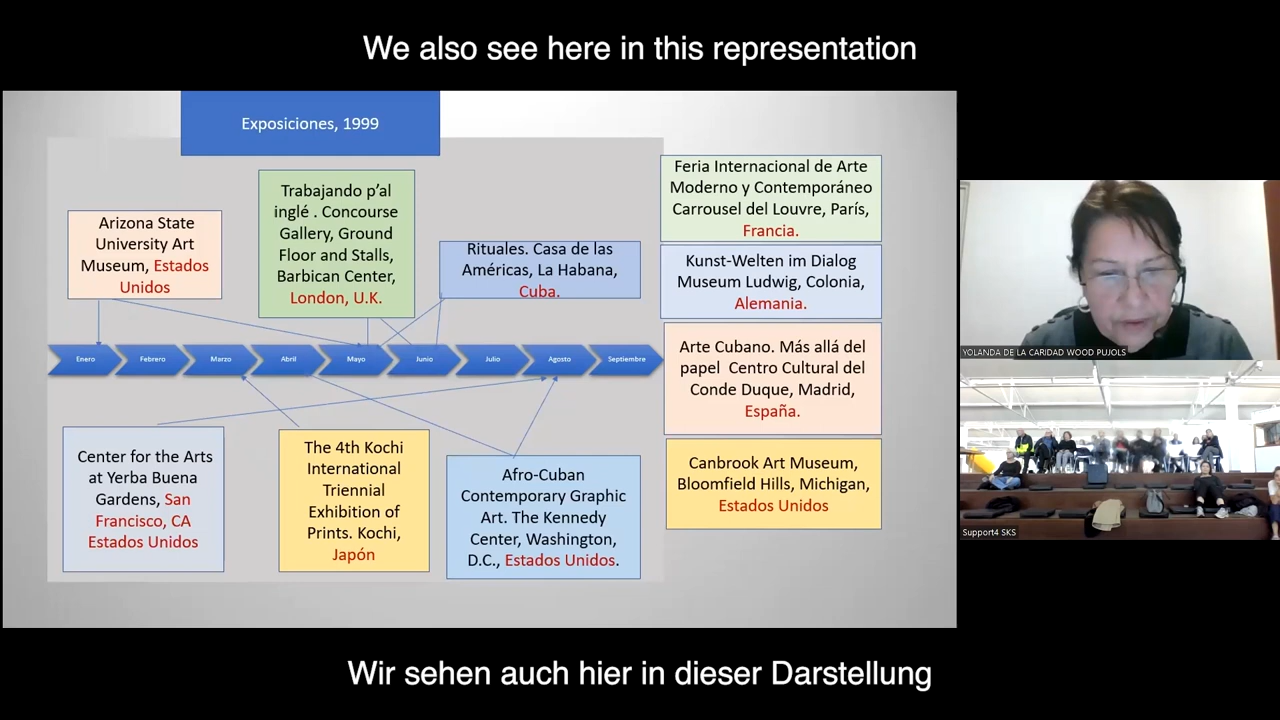 We also see here in this representation
Exposiciones, 1999
Arizona State
University Art
Museum, Estados
Unidos
Trabajando p’al
inglé . Concourse
Gallery, Ground
Floor and Stalls,
Barbican Center,
London, U.K.
Rituales. Casa de las
Américas, La Habana,
Cuba.
Feria Internacional de Arte
Moderno y Contemporáneo
Carrousel del Louvre, París,
Francia.
Kunst-Welten im Dialog
Museum Ludwig, Colonia,
Alemania.
Arte Cubano. Más allá del
papel Centro Cultural del
Conde Duque, Madrid,
España.
Canbrook Art Museum,
Bloomfield Hills, Michigan,
Estados Unidos
Enero Febrero Marzo Abril Mayo Junio Julio Agosto Septiembre
Center for the Arts
at Yerba Buena
Gardens, San
Francisco, CA
Estados Unidos
The 4th Kochi
International
Triennial
Exhibition of
Prints. Kochi,
Japón
Afro-Cuban
Contemporary Graphic
Art. The Kennedy
Center, Washington,
D.C., Estados Unidos.
YOLANDA DE LA CARIDAD WOOD PUJOLS
Support4 SKS
Wir sehen auch hier in dieser Darstellung